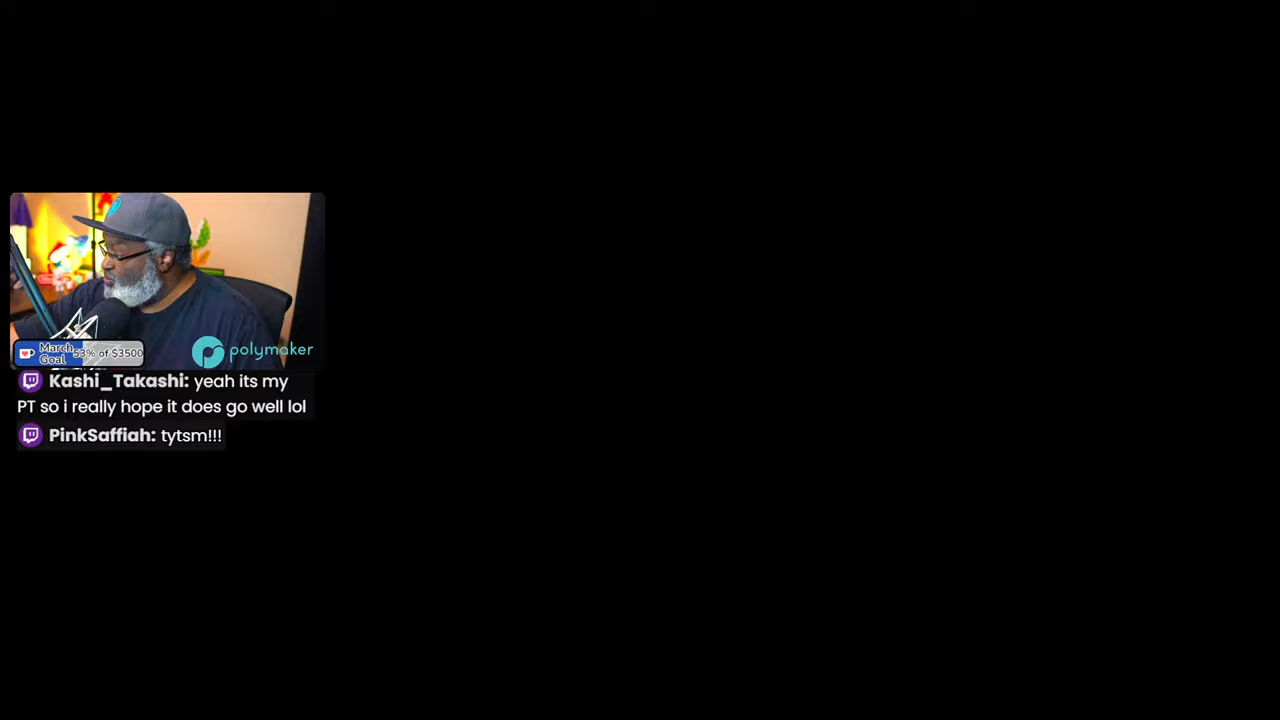 March
Goal
53% of $3500
polymaker
Kashi_Takashi: yeah its my
PT so i really hope it does go well lol
PinkSaffiah: tytsm!!!